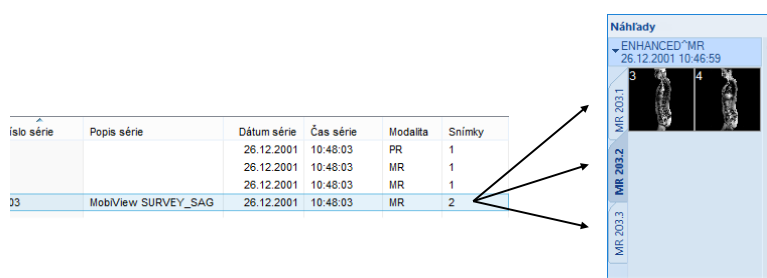 Náhľady
ENHANCED^MR
26.12.2001 10:46:59
3 4
MR 203.1
MR 203.2
MR 203.3
íslo série Popis série Dátum série Čas série Modalita Snímky
26.12.2001 10:48:03 PR 1
26.12.2001 10:48:03 MR 1
26.12.2001 10:48:03 MR 1
03 MobiView SURVEY_SAG 26.12.2001 10:48:03 MR 2